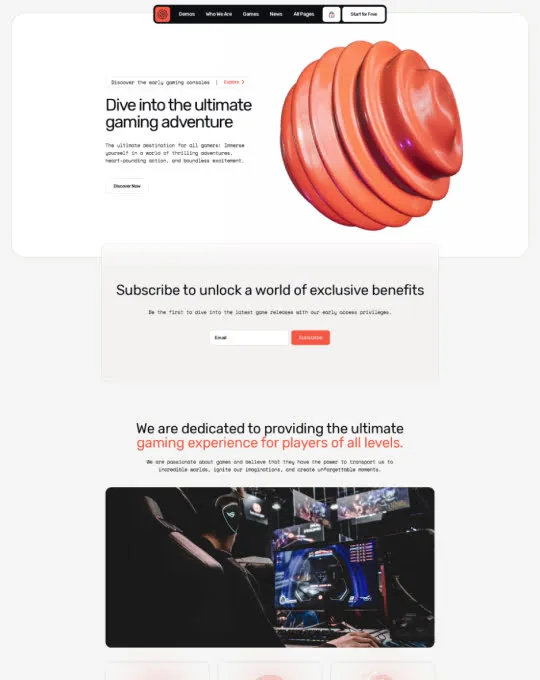 Demos Who We Are Games News All Pages Start for Free
Discover the early gaming consoles | Explore
Dive into the ultimate
gaming adventure
The ultimate destination for all gamers! Immerse
yourself in a world of thrilling adventures,
heart-pounding action, and boundless excitement.
Discover Now
Subscribe to unlock a world of exclusive benefits
Be the first to dive into the latest game releases with our early access privileges.
Email Subscribe
We are dedicated to providing the ultimate
gaming experience for players of all levels.
We are passionate about games and believe that they have the power to transport us to
incredible worlds, ignite our imaginations, and create unforgettable moments.